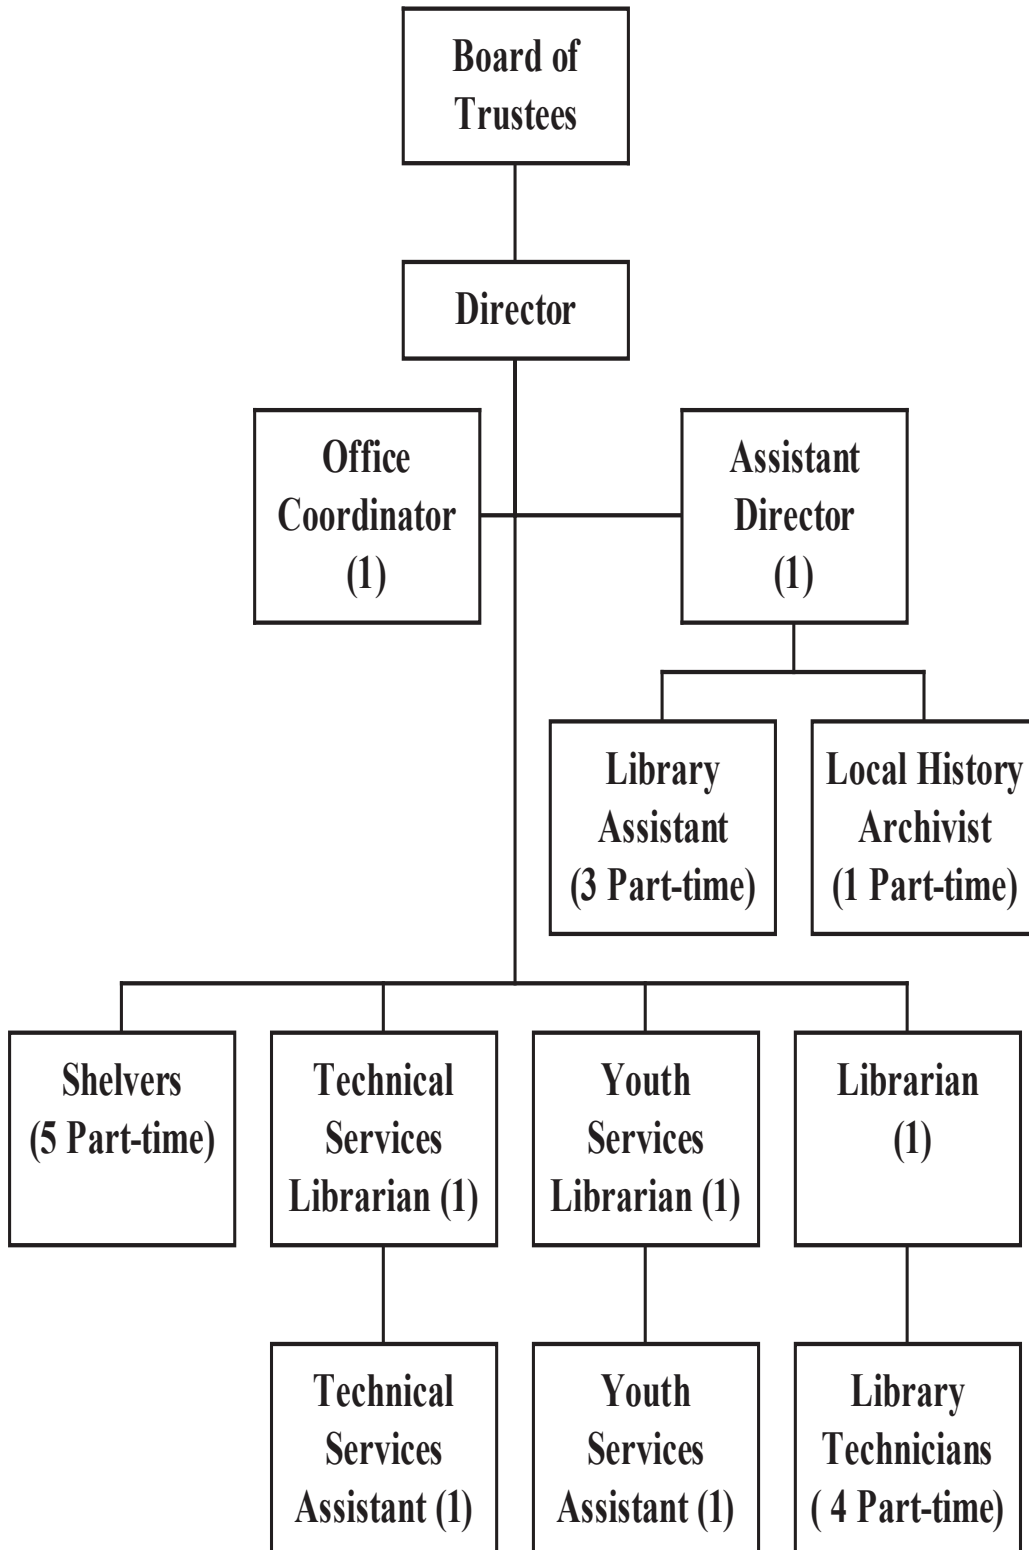 Board of
Trustees
Director
Office
Coordinator
(1)
Assistant
Director
(1)
Library
Assistant
(3 Part-time)
Local History
Archivist
(1 Part-time)
Shelvers
(5 Part-time)
Technical
Services
Librarian (1)
Youth
Services
Librarian (1)
Librarian
(1)
Technical
Services
Assistant (1)
Youth
Services
Assistant (1)
Library
Technicians
( 4 Part-time)